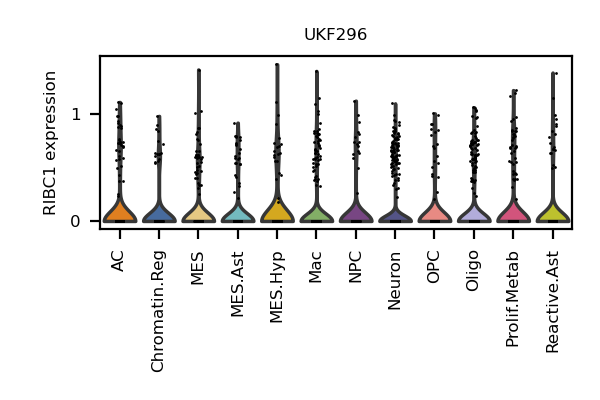 UKF296
RIBC1 expression
1
0
AC
Chromatin.Reg
MES
MES.Ast
MES.Hyp
Mac
NPC
Neuron
OPC
Oligo
Prolif.Metab
Reactive.Ast